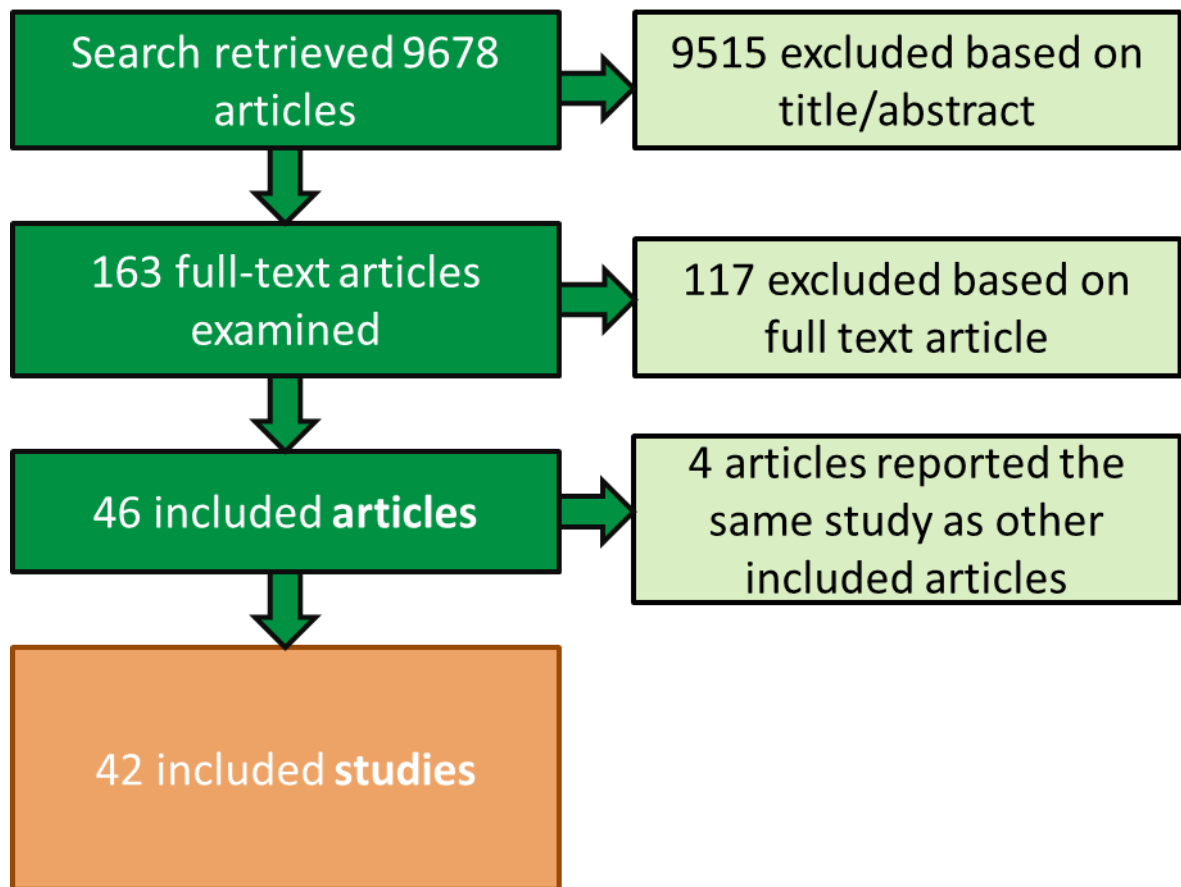 Search retrieved 9678
articles
9515 excluded based on
title/abstract
163 full-text articles
examined
117 excluded based on
full text article
46 included articles
4 articles reported the
same study as other
included articles
42 included studies